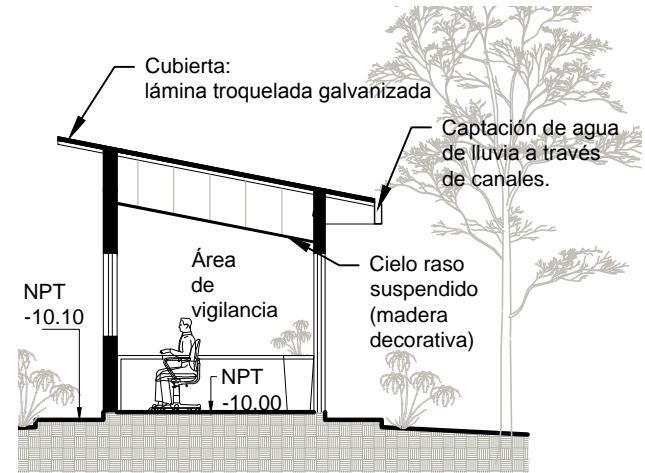 Cubierta:
lámina troquelada galvanizada
Captación de agua
de lluvia a través
de canales.
Área
de
vigilancia
Cielo raso
suspendido
(madera
decorativa)
NPT
-10.10
NPT
-10.00